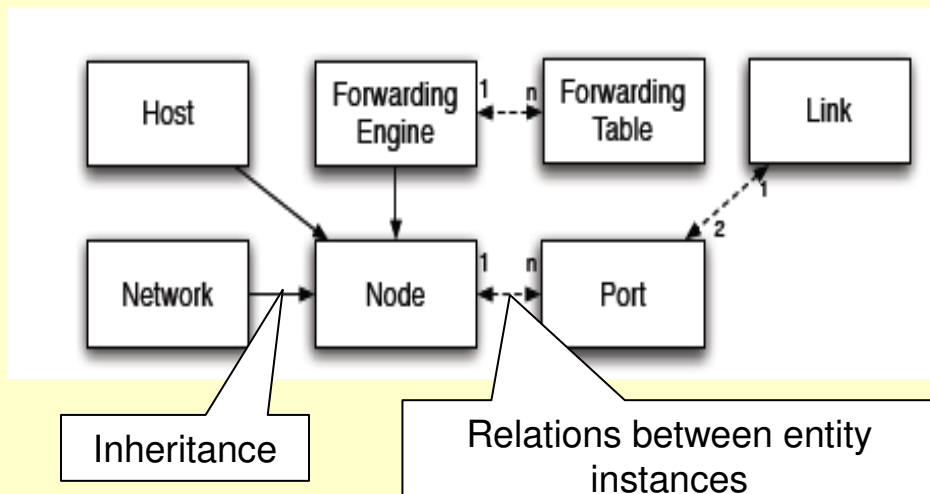 Host
Forwarding
Engine
1
n
Forwarding
Table
Link
1
2
Network
Node
1
n
Port
Inheritance
Relations between entity
instances